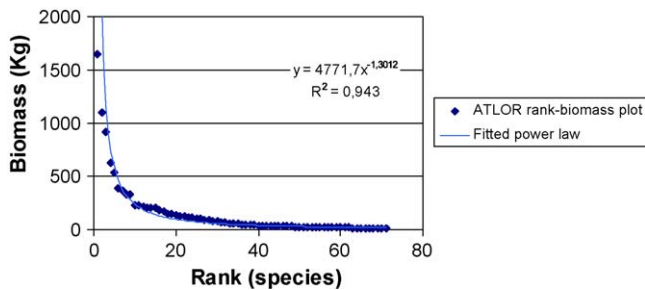 2000
1500
1000
500
0
Biomass (Kg)
y = 4771,7x^-1,3012
R² = 0,943
0 20 40 60 80
Rank (species)
ATLOR rank-biomass plot
Fitted power law